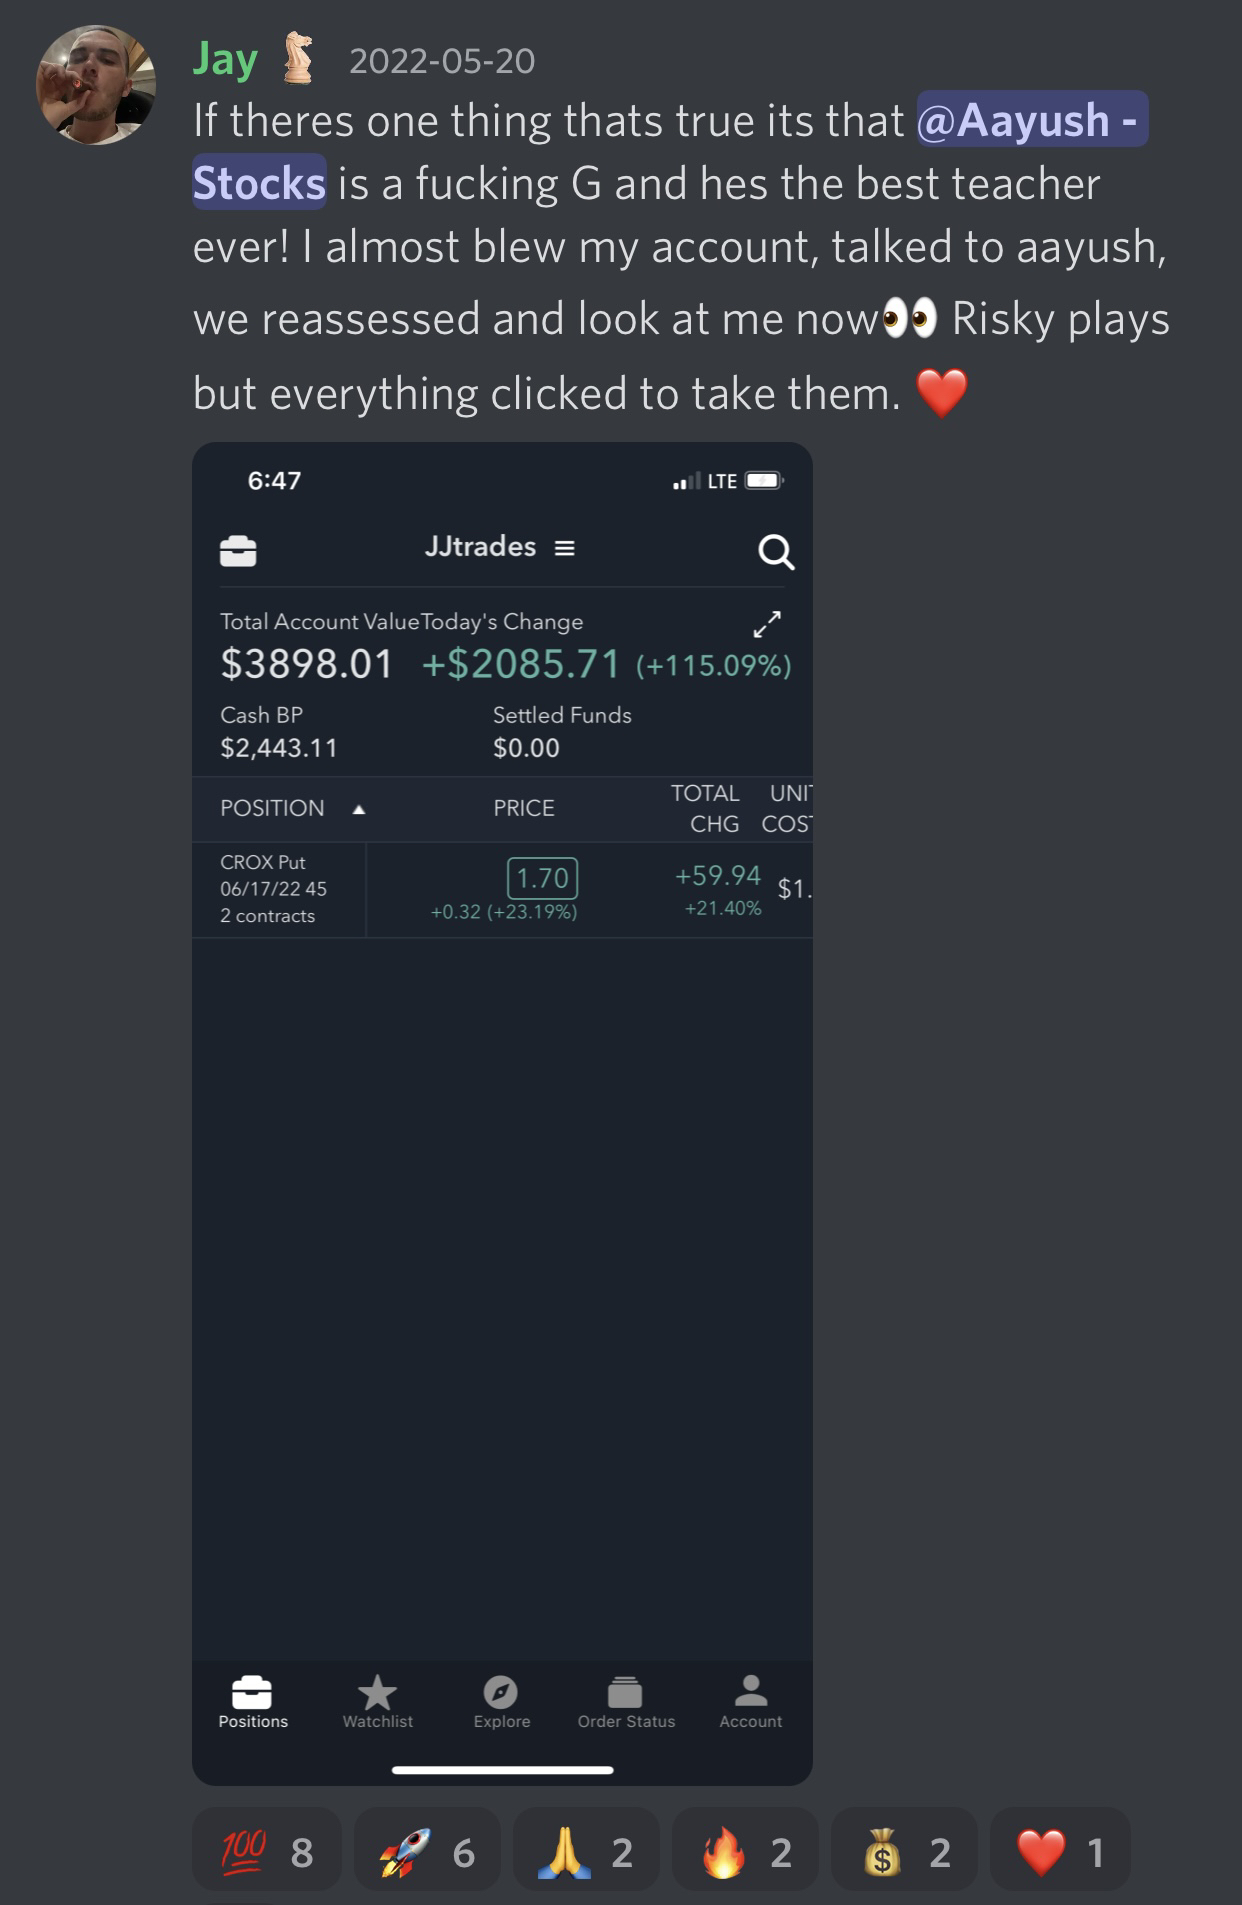 Jay 2022-05-20
If theres one thing thats true its that @Aayush -
Stocks is a fucking G and hes the best teacher
ever! I almost blew my account, talked to aayush,
we reassessed and look at me now👀 Risky plays
but everything clicked to take them. ❤️
6:47 LTE
JJtrades
Total Account Value Today's Change
$3898.01 +$2085.71 (+115.09%)
Cash BP Settled Funds
$2,443.11 $0.00
POSITION ▲ PRICE TOTAL CHG UNIT COST
CROX Put
06/17/22 45
2 contracts
1.70
+0.32 (+23.19%)
+59.94
+21.40%
$1.
Positions Watchlist Explore Order Status Account
💯 8 🚀 6 🙏 2 🔥 2 💰 2 ❤️ 1